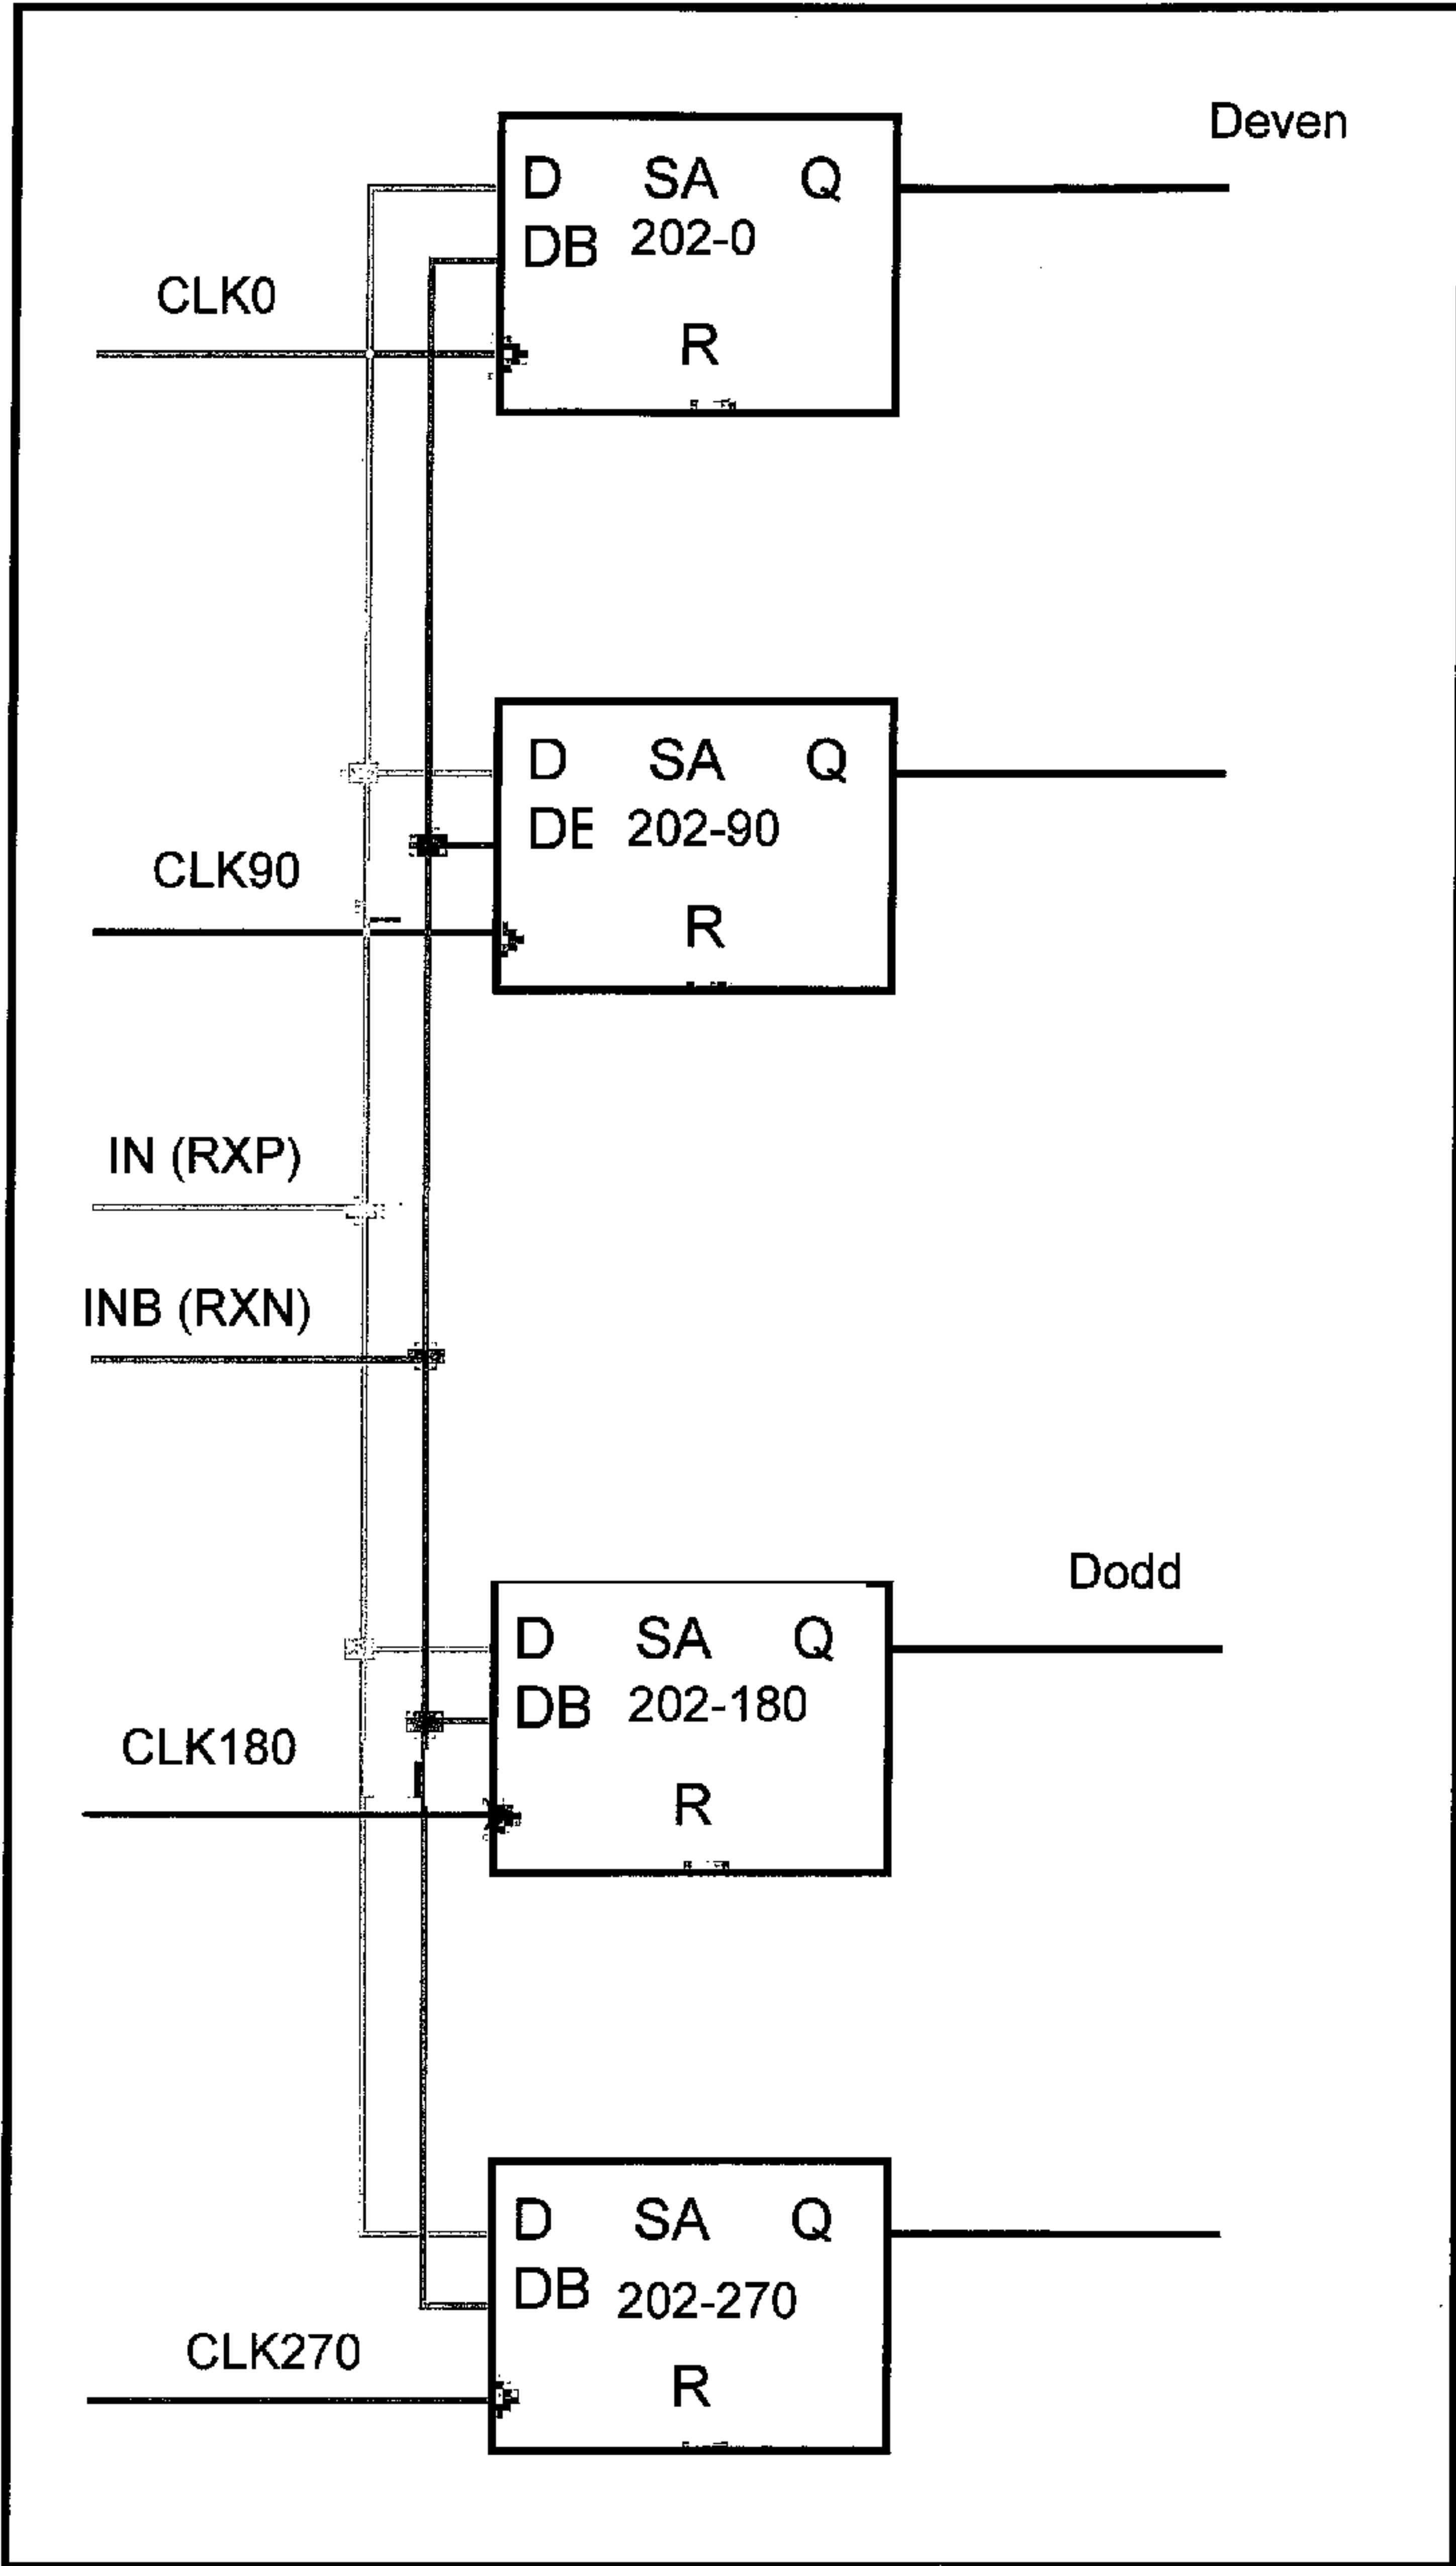 Deven
D SA Q
DB 202-0
CLK0
R
D SA Q
DE 202-90
CLK90
R
IN (RXP)
INB (RXN)
Dodd
D SA Q
DB 202-180
CLK180
R
D SA Q
DB 202-270
CLK270
R